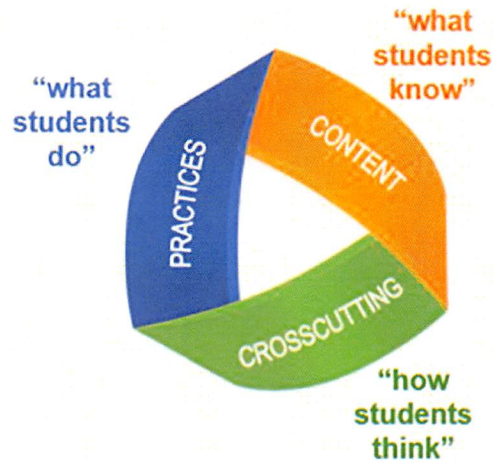 “what
students
do”
PRACTICES
“what
students
know”
CONTENT
CROSSCUTTING
“how
students
think”